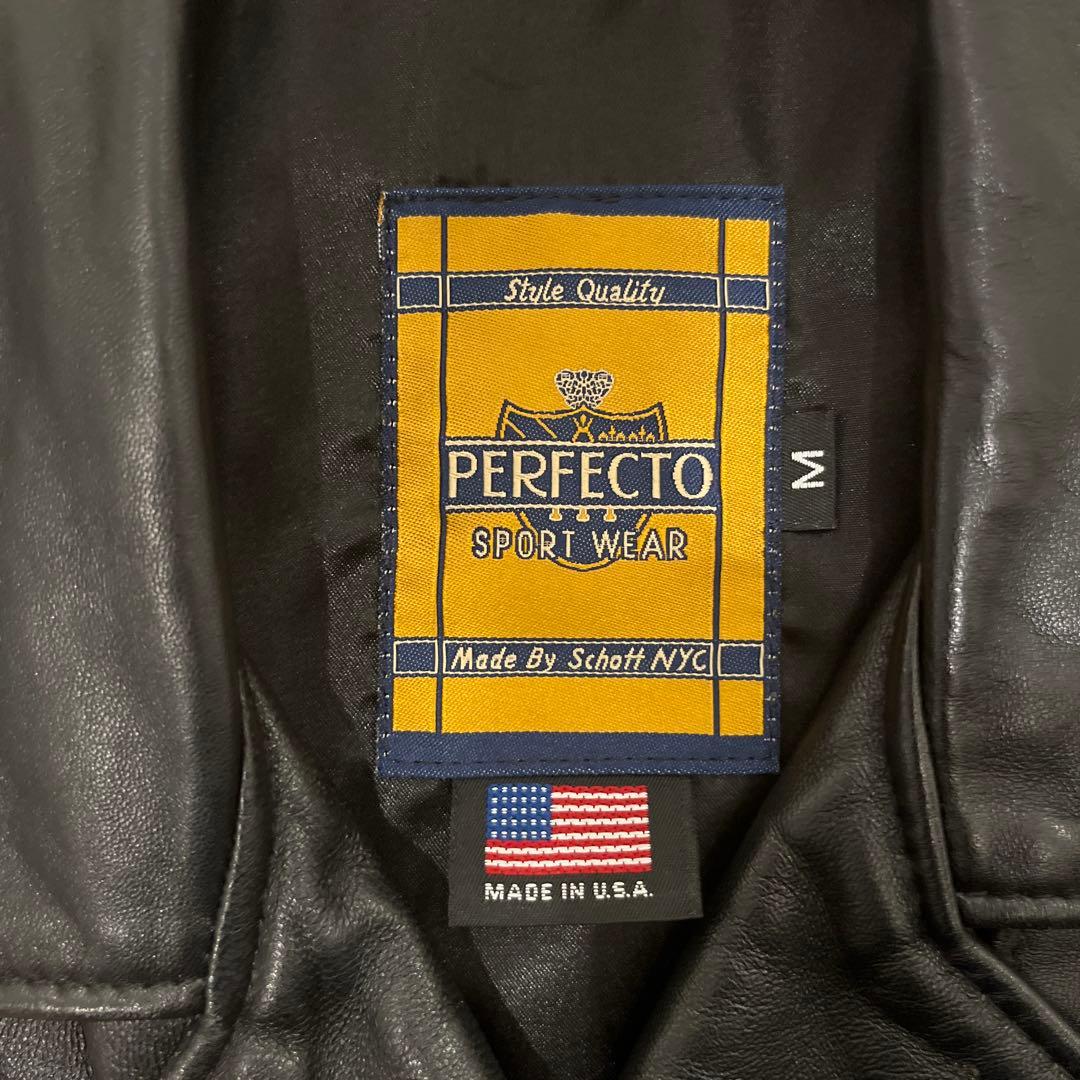 Style Quality
PERFECTO
SPORT WEAR
M
Made By Schott NYC
MADE IN U.S.A.